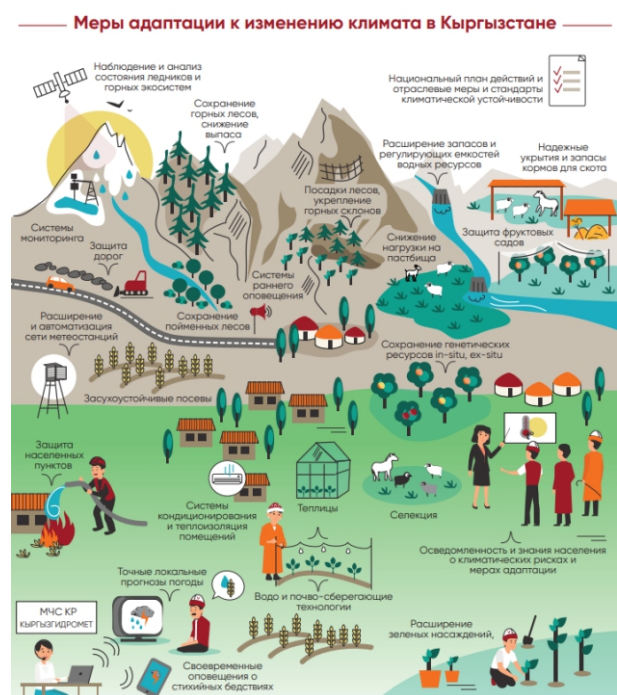 Меры адаптации к изменению климата в Кыргызстане
Наблюдение и анализ
состояния ледников и
горных экосистем
Национальный план действий и
отраслевые меры и стандарты
климатической устойчивости
Сохранение
горных лесов,
снижение
выпаса
Расширение запасов и
регулирующих емкостей
водных ресурсов
Надежные
укрытия и запасы
кормов для скота
Посадки лесов,
укрепление
горных склонов
Системы
мониторинга
Защита
дорог
Снижение
нагрузки на
пастбища
Защита фруктовых
садов
Системы
раннего
оповещения
Сохранение
пойменных лесов
Расширение
и автоматизация
сети метеостанций
Сохранение генетических
ресурсов in-situ, ex-situ
Засухоустойчивые посевы
Защита
населенных
пунктов
Системы
кондиционирования
и теплоизоляция
помещений
Теплицы
Селекция
Осведомленность и знания населения
о климатических рисках и
мерах адаптации
Точные локальные
прогнозы погоды
Водо и почво-сберегающие
технологии
МЧС КР
КЫРГЫЗГИДРОМЕТ
Расширение
зеленых насаждений,
Своевременные
оповещения о
стихийных бедствиях